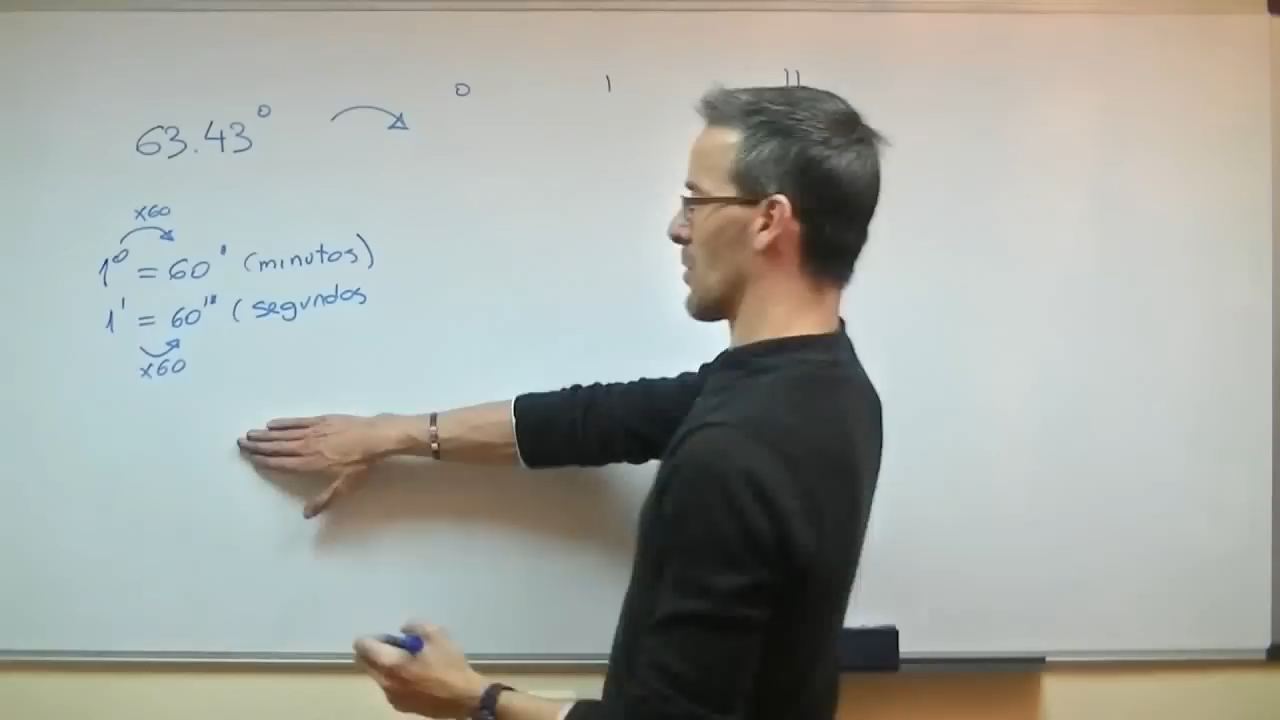 63.43° ° ' "
x60
1° = 60' (minutos)
1' = 60'' (segundos
x60